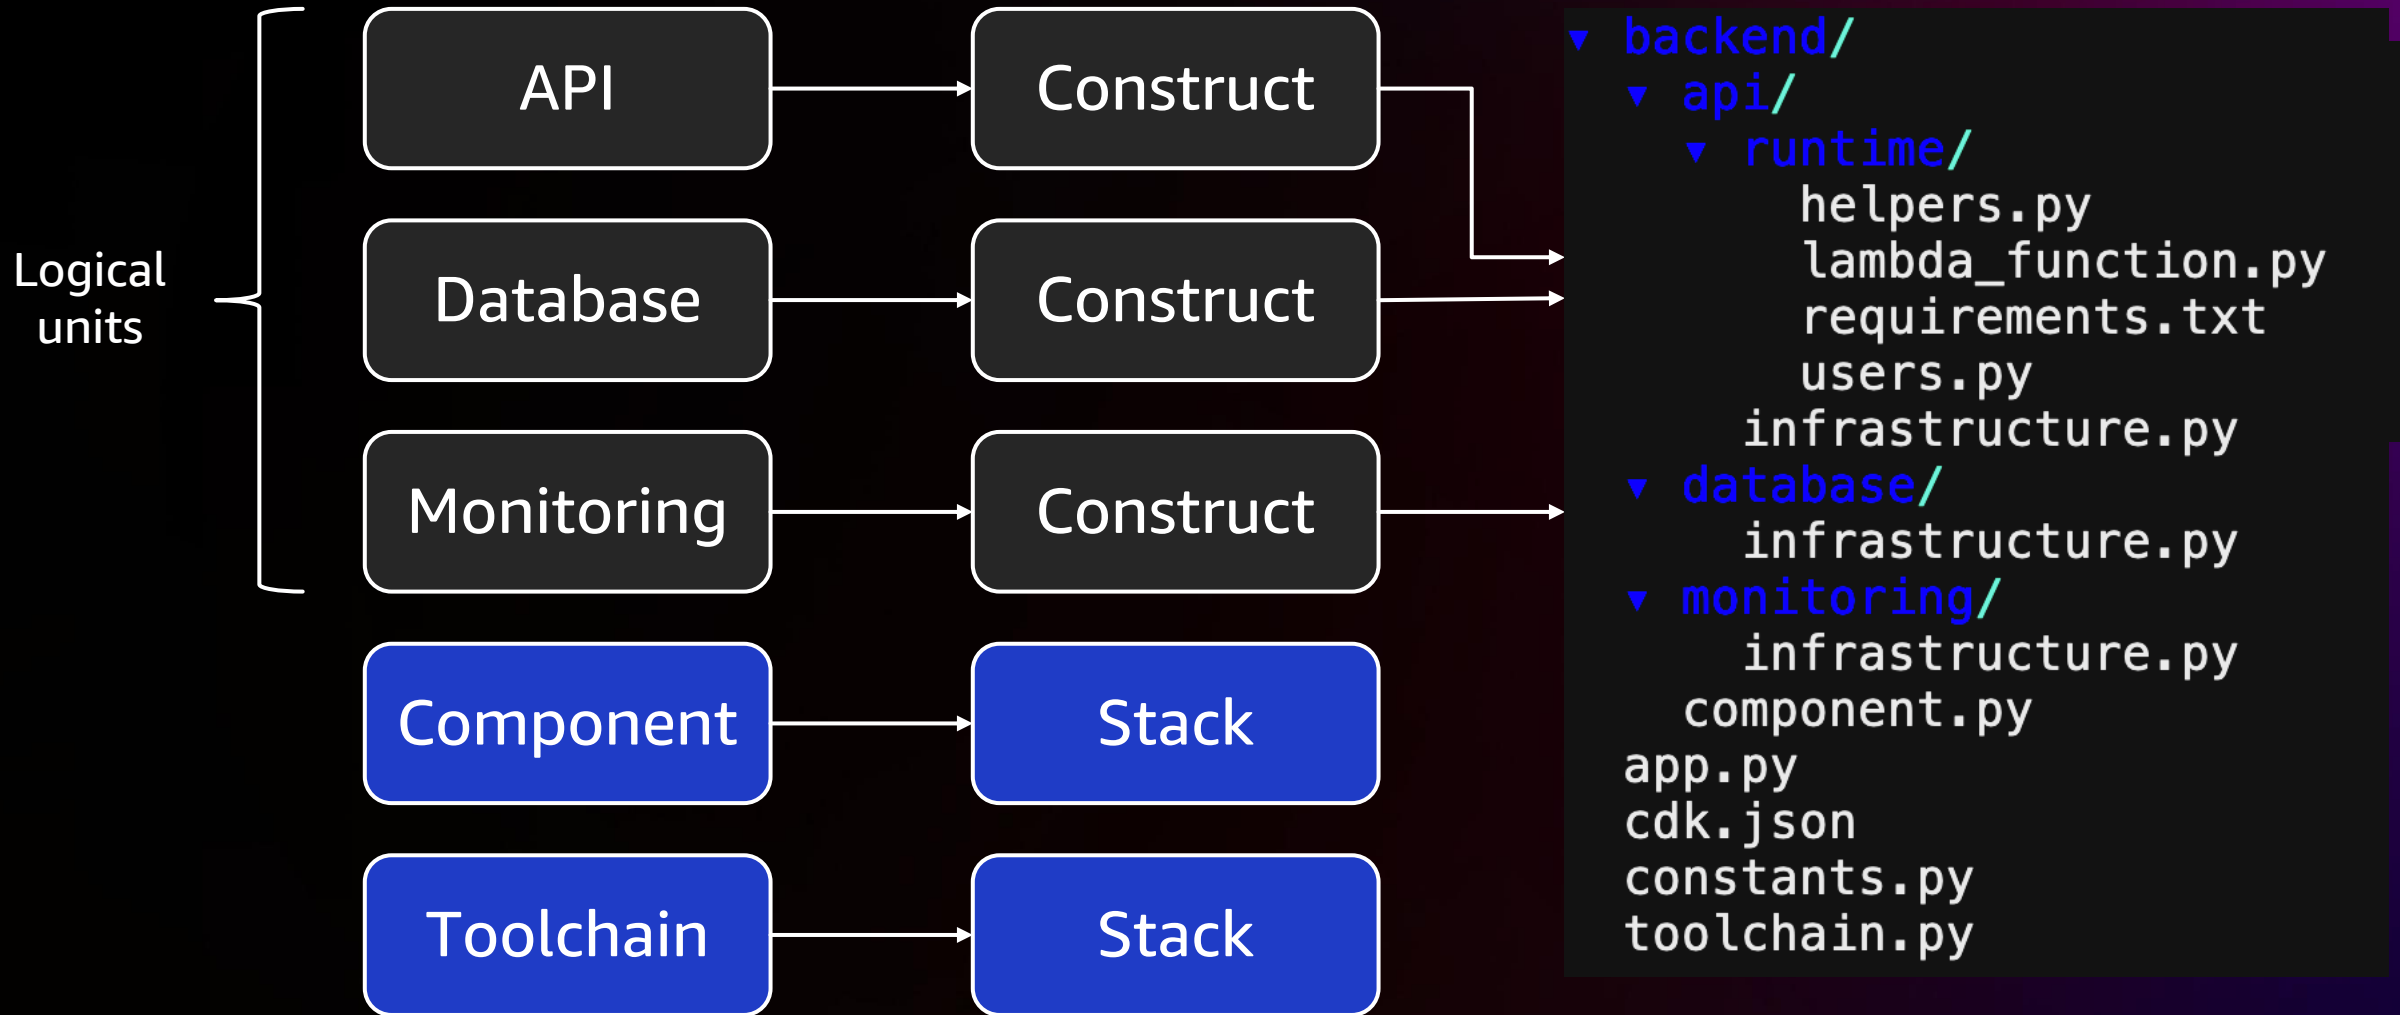 Logical
units
API
Construct
Database
Construct
Monitoring
Construct
Component
Stack
Toolchain
Stack
▼ backend/
▼ api/
▼ runtime/
helpers.py
lambda_function.py
requirements.txt
users.py
infrastructure.py
▼ database/
infrastructure.py
▼ monitoring/
infrastructure.py
component.py
app.py
cdk.json
constants.py
toolchain.py